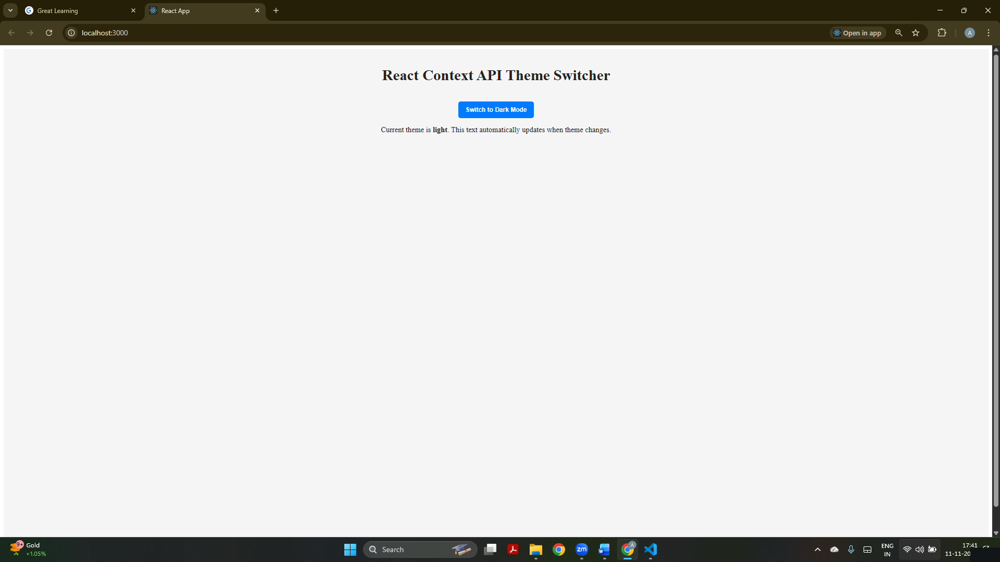 Great Learning
React App
localhost:3000
Open in app
A
React Context API Theme Switcher
Switch to Dark Mode
Current theme is light. This text automatically updates when theme changes.
9+
Gold
+1.05%
Search
zm
W
A
ENG
IN
17:41
11-11-20